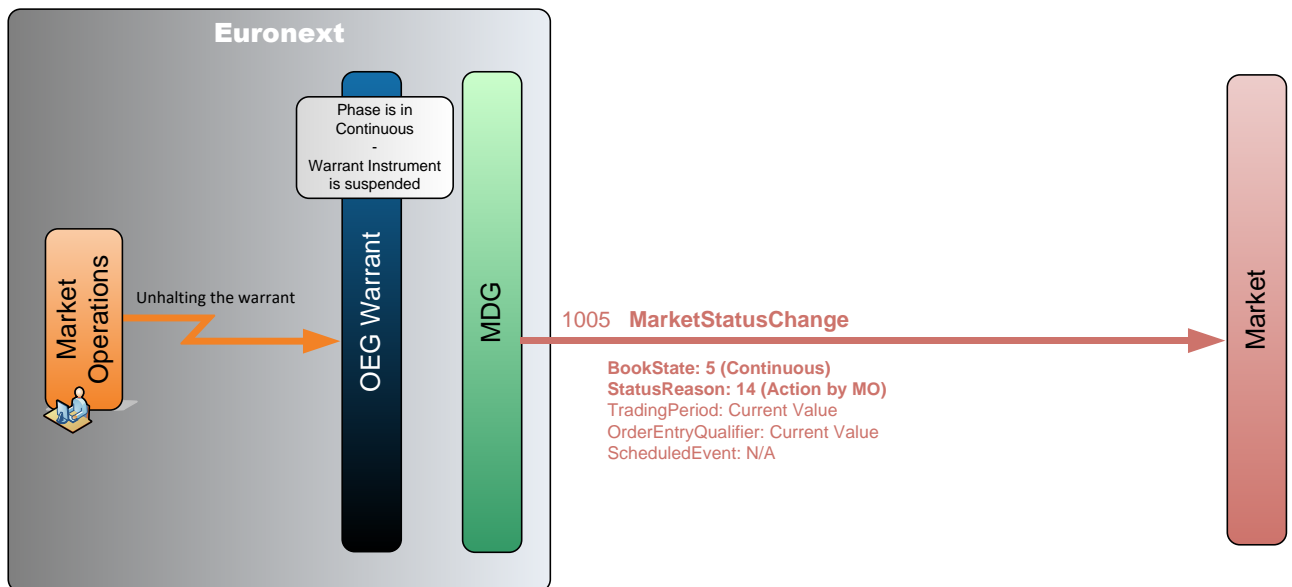 Euronext
Phase is in
Continuous
-
Warrant Instrument
is suspended
Market
Operations
Unhalting the warrant
OEG Warrant
MDG
1005 MarketStatusChange
BookState: 5 (Continuous)
StatusReason: 14 (Action by MO)
TradingPeriod: Current Value
OrderEntryQualifier: Current Value
ScheduledEvent: N/A
Market